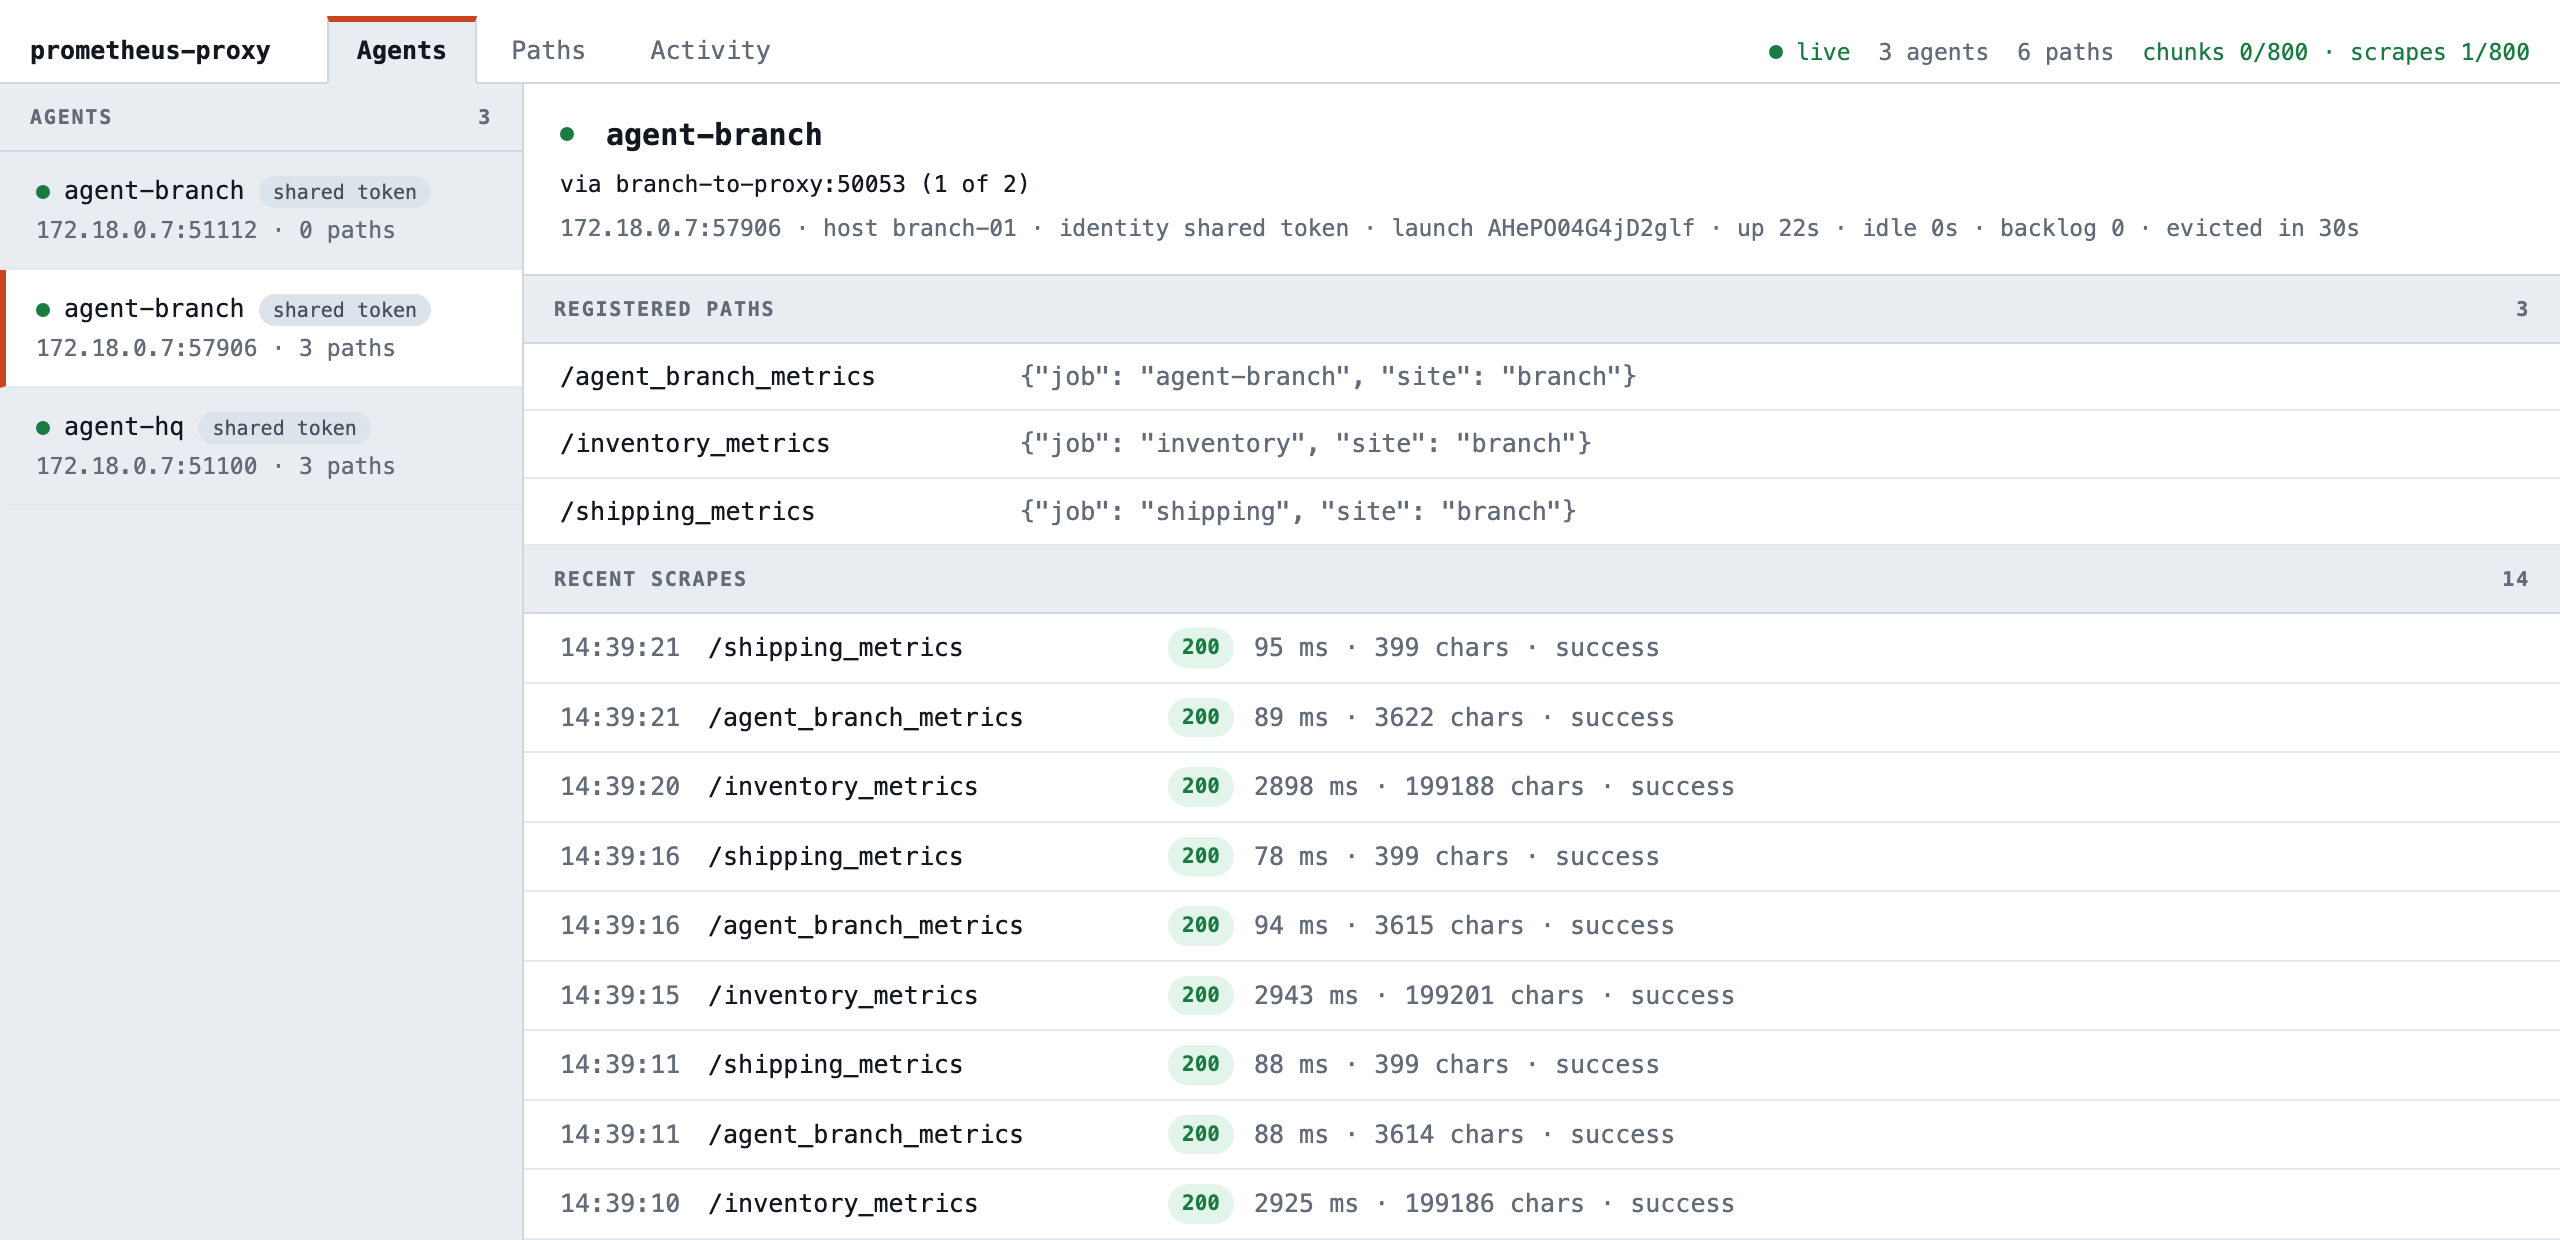 prometheus-proxy Agents Paths Activity ● live 3 agents 6 paths chunks 0/800 · scrapes 1/800
AGENTS 3
agent-branch shared token
172.18.0.7:51112 · 0 paths
agent-branch shared token
172.18.0.7:57906 · 3 paths
agent-hq shared token
172.18.0.7:51100 · 3 paths
agent-branch
via branch-to-proxy:50053 (1 of 2)
172.18.0.7:57906 · host branch-01 · identity shared token · launch AHePO04G4jD2glf · up 22s · idle 0s · backlog 0 · evicted in 30s
REGISTERED PATHS 3
/agent_branch_metrics {"job": "agent-branch", "site": "branch"}
/inventory_metrics {"job": "inventory", "site": "branch"}
/shipping_metrics {"job": "shipping", "site": "branch"}
RECENT SCRAPES 14
14:39:21 /shipping_metrics 200 95 ms · 399 chars · success
14:39:21 /agent_branch_metrics 200 89 ms · 3622 chars · success
14:39:20 /inventory_metrics 200 2898 ms · 199188 chars · success
14:39:16 /shipping_metrics 200 78 ms · 399 chars · success
14:39:16 /agent_branch_metrics 200 94 ms · 3615 chars · success
14:39:15 /inventory_metrics 200 2943 ms · 199201 chars · success
14:39:11 /shipping_metrics 200 88 ms · 399 chars · success
14:39:11 /agent_branch_metrics 200 88 ms · 3614 chars · success
14:39:10 /inventory_metrics 200 2925 ms · 199186 chars · success